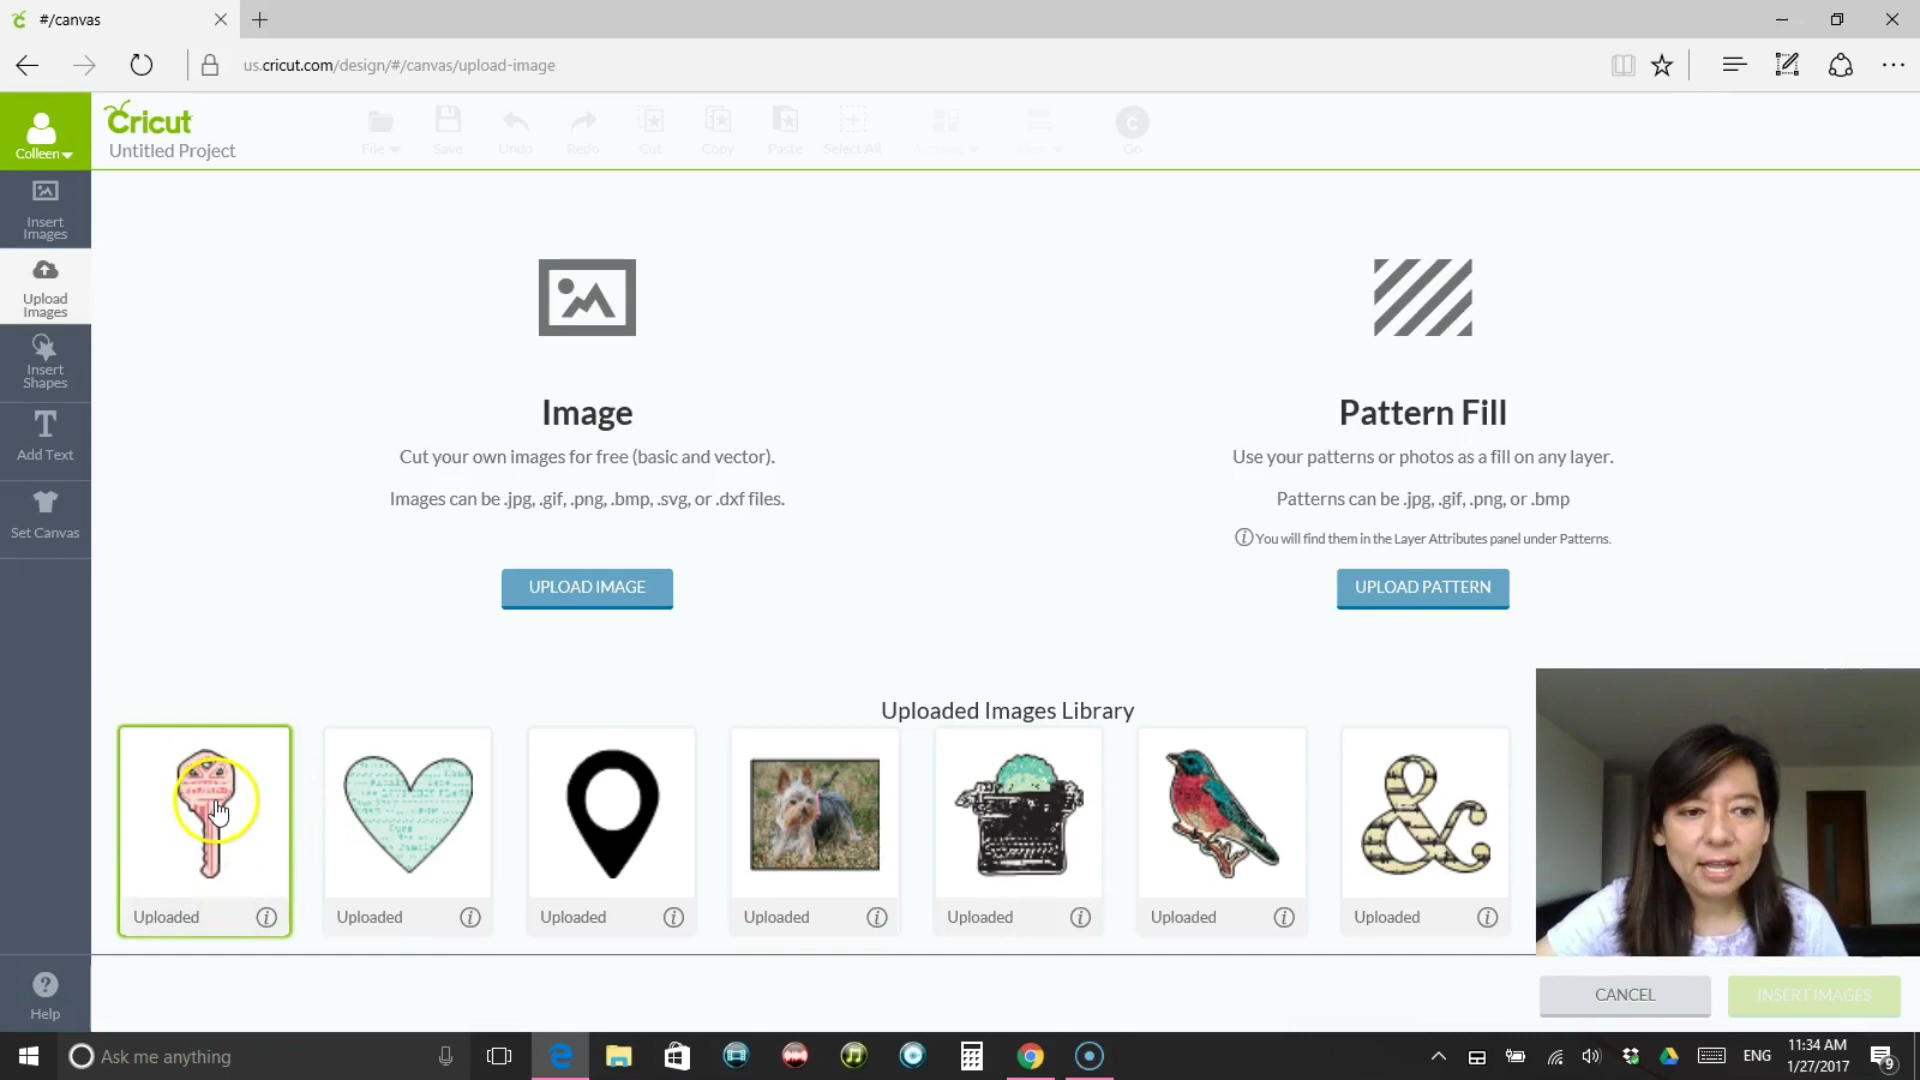 #/canvas
us.cricut.com/design/#/canvas/upload-image
Colleen
Cricut
Untitled Project
File
Save
Undo
Redo
Cut
Copy
Paste
Select All
Go
Insert
Images
Upload
Images
Insert
Shapes
Add Text
Set Canvas
Help
Image
Cut your own images for free (basic and vector).
Images can be .jpg, .gif, .png, .bmp, .svg, or .dxf files.
UPLOAD IMAGE
Pattern Fill
Use your patterns or photos as a fill on any layer.
Patterns can be .jpg, .gif, .png, or .bmp
You will find them in the Layer Attributes panel under Patterns.
UPLOAD PATTERN
Uploaded Images Library
Uploaded
Uploaded
Uploaded
Uploaded
Uploaded
Uploaded
Uploaded
CANCEL
INSERT IMAGES
Ask me anything
ENG
11:34 AM
1/27/2017
9